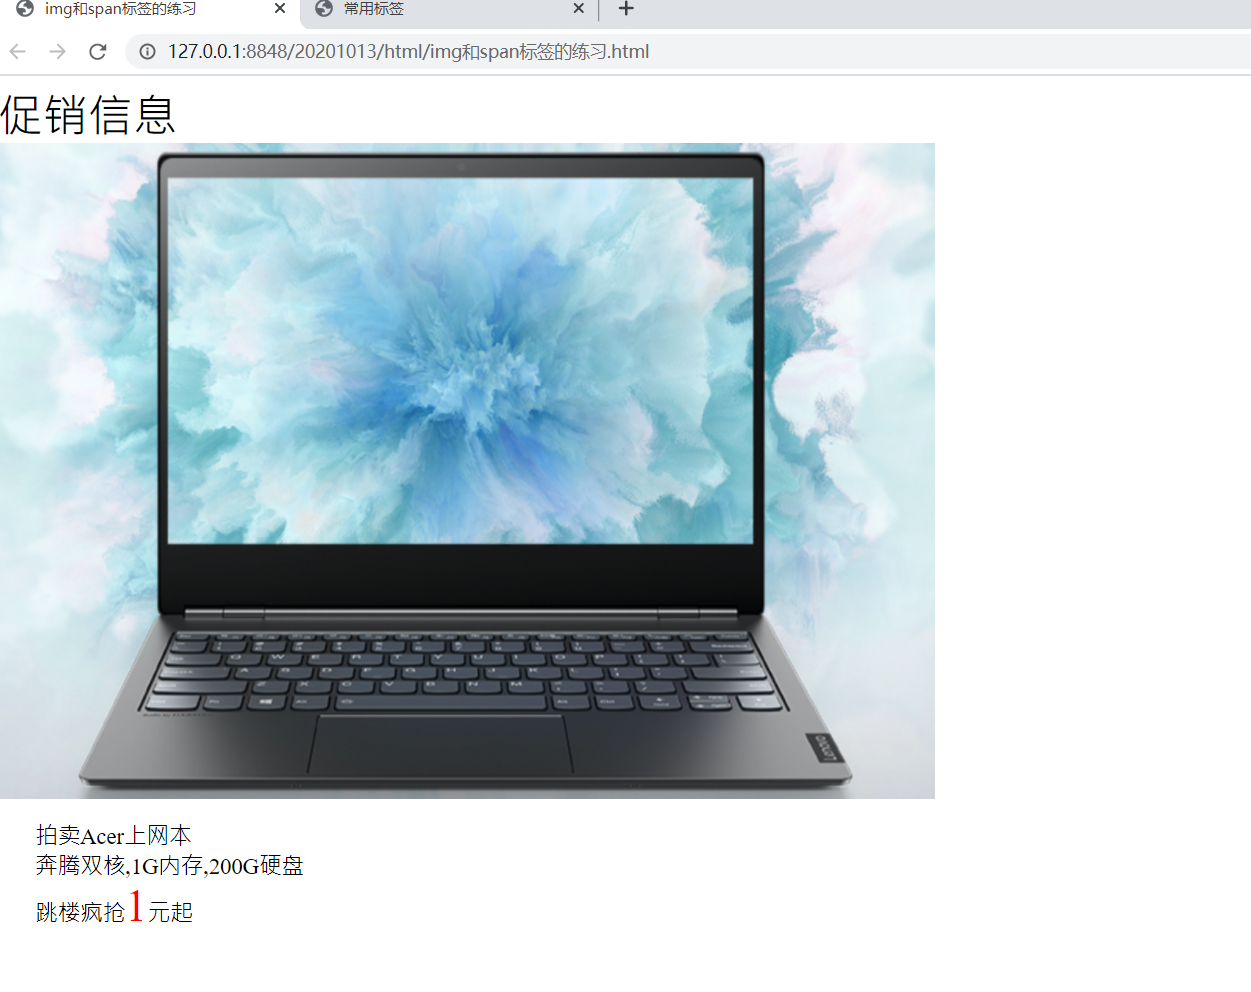 img和span标签的练习
常用标签
127.0.0.1:8848/20201013/html/img和span标签的练习.html
促销信息
Lenovo
拍卖Acer上网本
奔腾双核,1G内存,200G硬盘
跳楼疯抢1元起